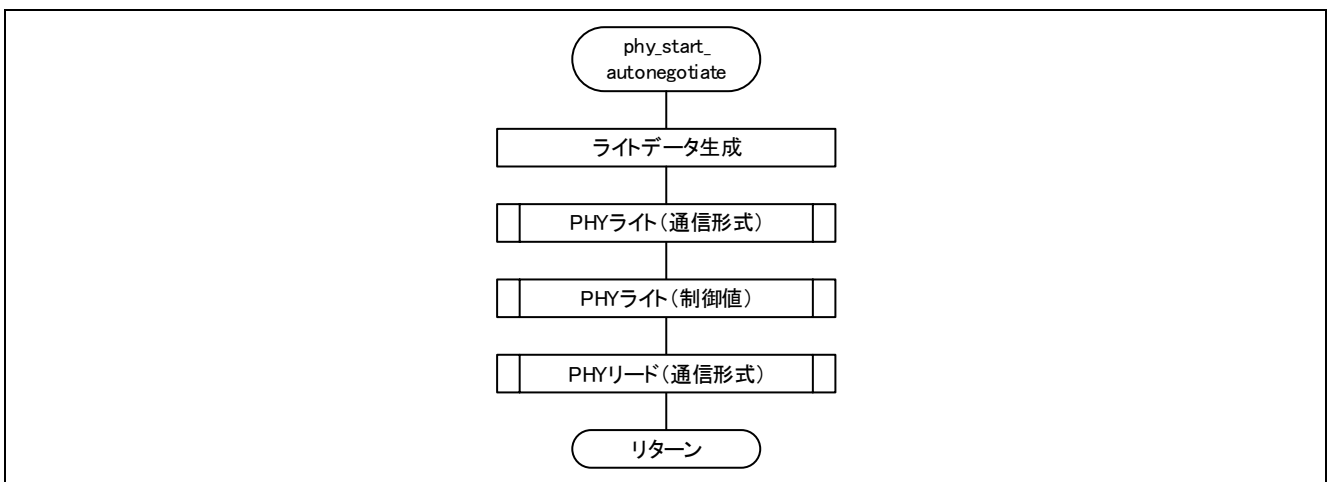 phy_start_
autonegotiate
ライトデータ生成
PHYライト（通信形式）
PHYライト（制御値）
PHYリード（通信形式）
リターン